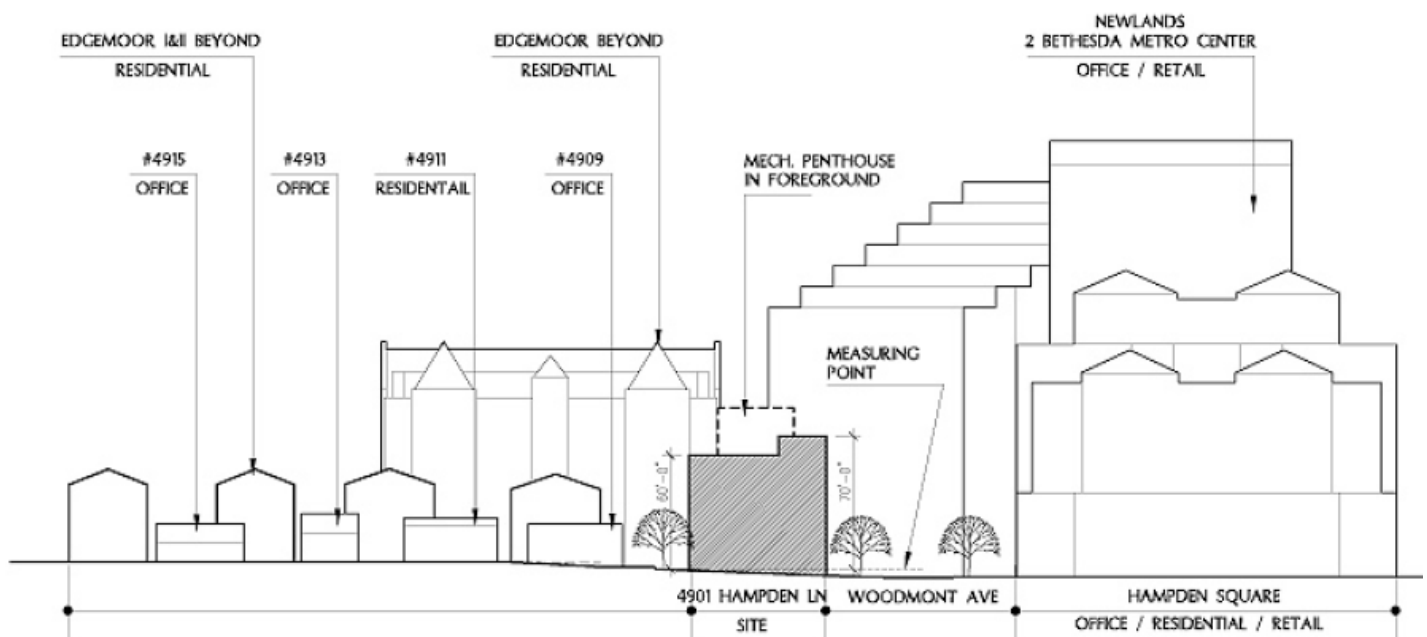 EDGEMOOR I&II BEYOND
RESIDENTIAL
EDGEMOOR BEYOND
RESIDENTIAL
NEWLANDS
2 BETHESDA METRO CENTER
OFFICE / RETAIL
#4915
OFFICE
#4913
OFFICE
#4911
RESIDENTAIL
#4909
OFFICE
MECH. PENTHOUSE
IN FOREGROUND
MEASURING
POINT
60'-0"
70'-0"
4901 HAMPDEN LN
SITE
WOODMONT AVE
HAMPDEN SQUARE
OFFICE / RESIDENTIAL / RETAIL